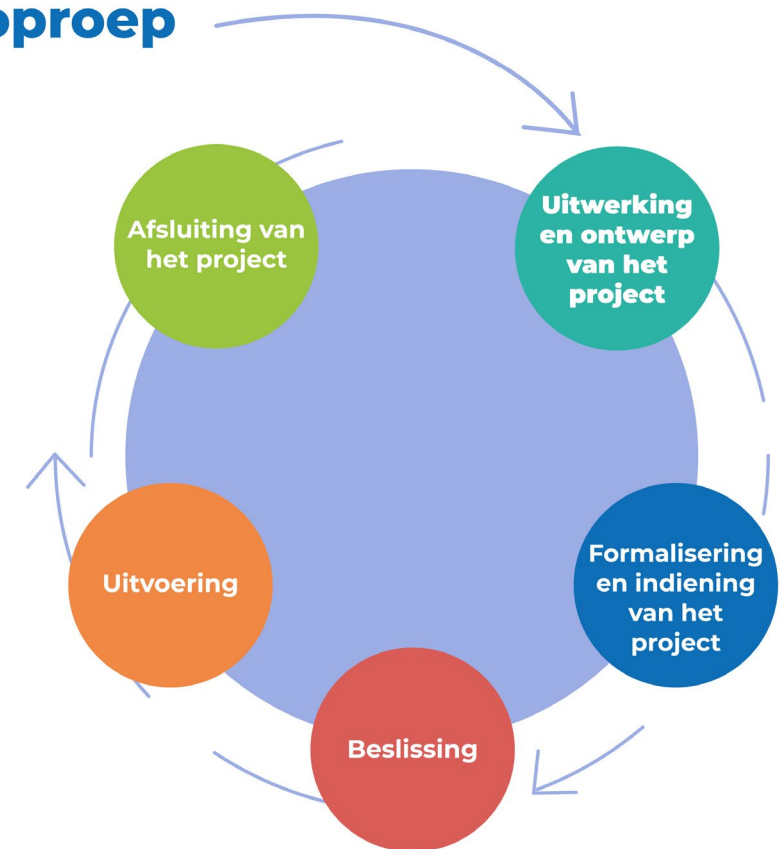 oproep
Uitwerking
en ontwerp
van het
project
Formalisering
en indiening
van het
project
Beslissing
Uitvoering
Afsluiting van
het project